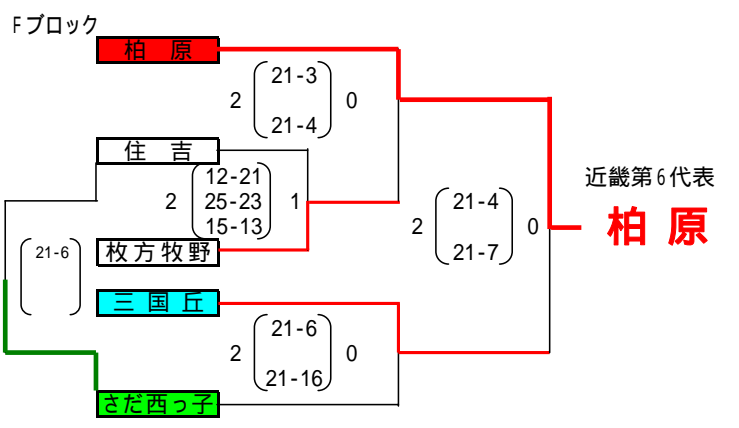 Fブロック
柏 原
2 21-3 0
21-4
住 吉
2 12-21 1
25-23
15-13
枚方牧野
21-6
三国丘
2 21-6 0
21-16
さだ西っ子
2 21-4 0
21-7
近畿第6代表
柏 原